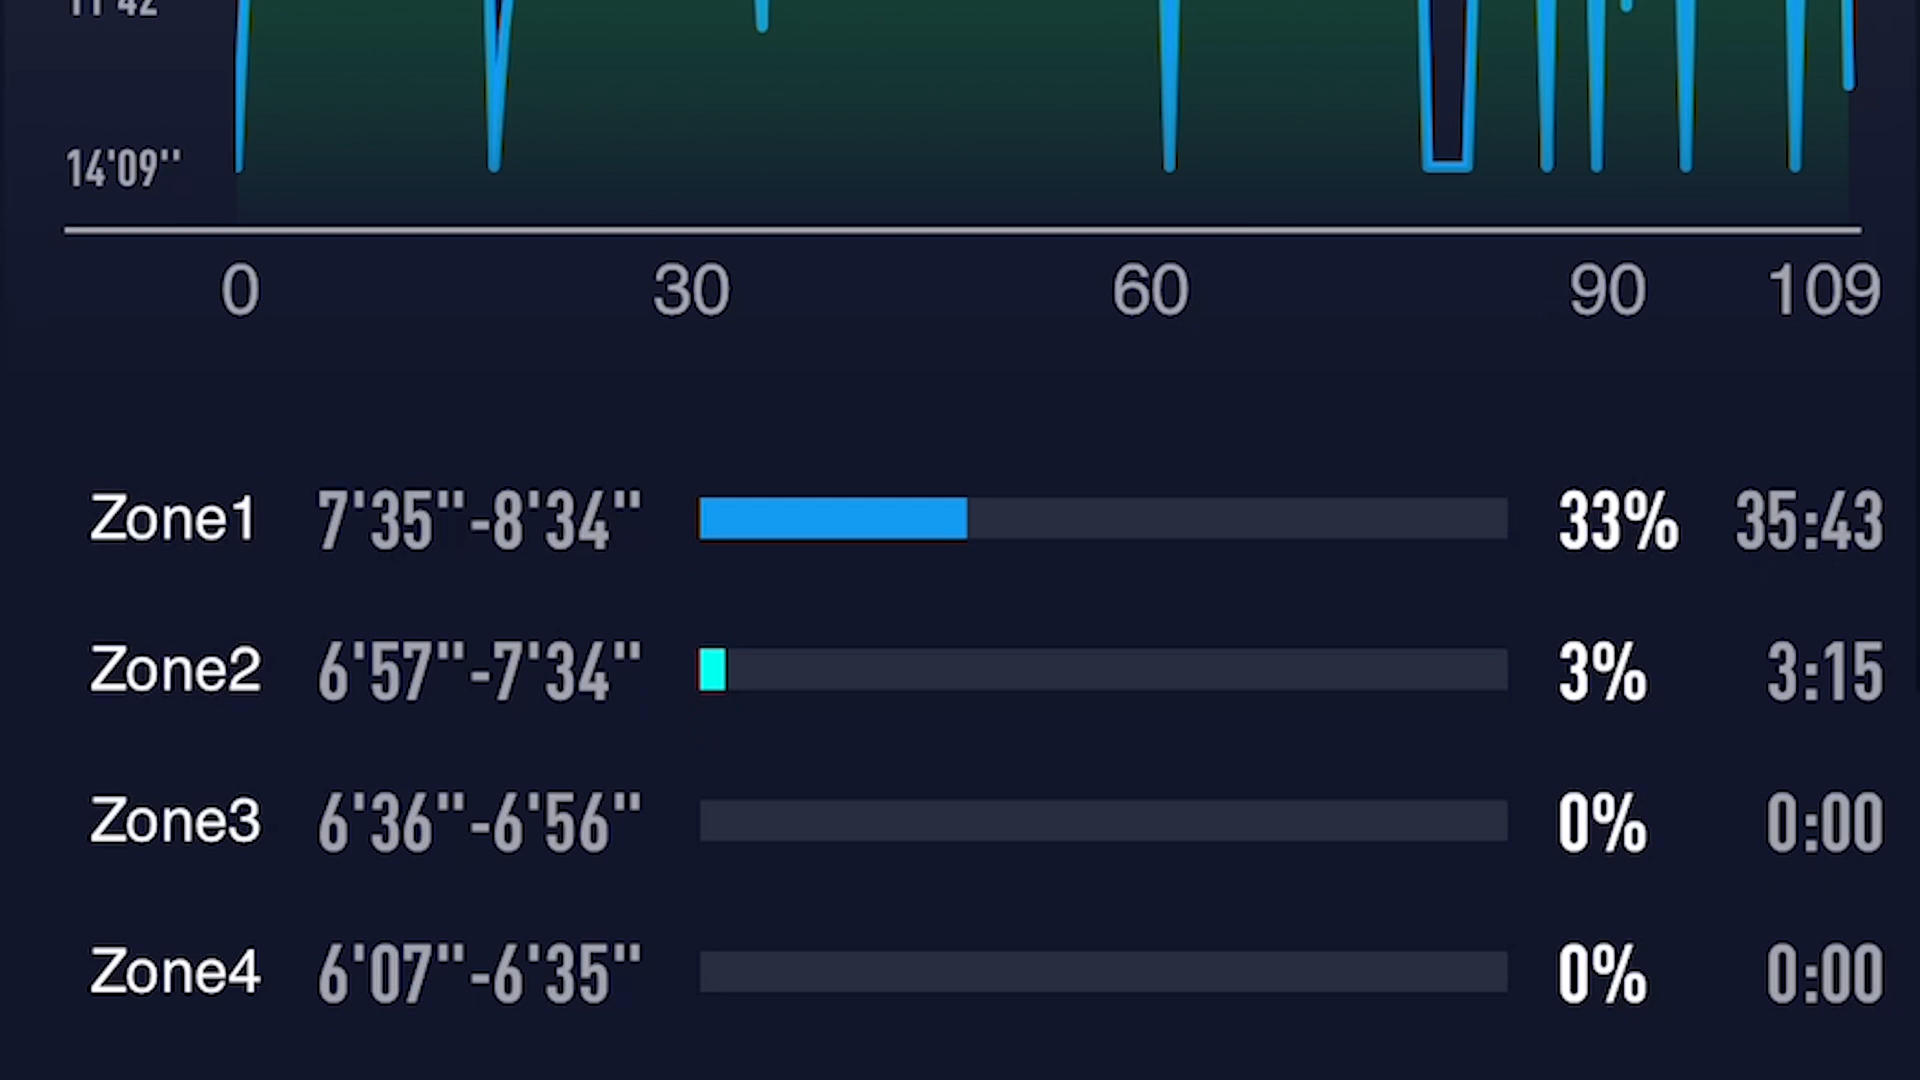 11'42''
14'09''
0 30 60 90 109
Zone1 7'35"-8'34" 33% 35:43
Zone2 6'57"-7'34" 3% 3:15
Zone3 6'36"-6'56" 0% 0:00
Zone4 6'07"-6'35" 0% 0:00